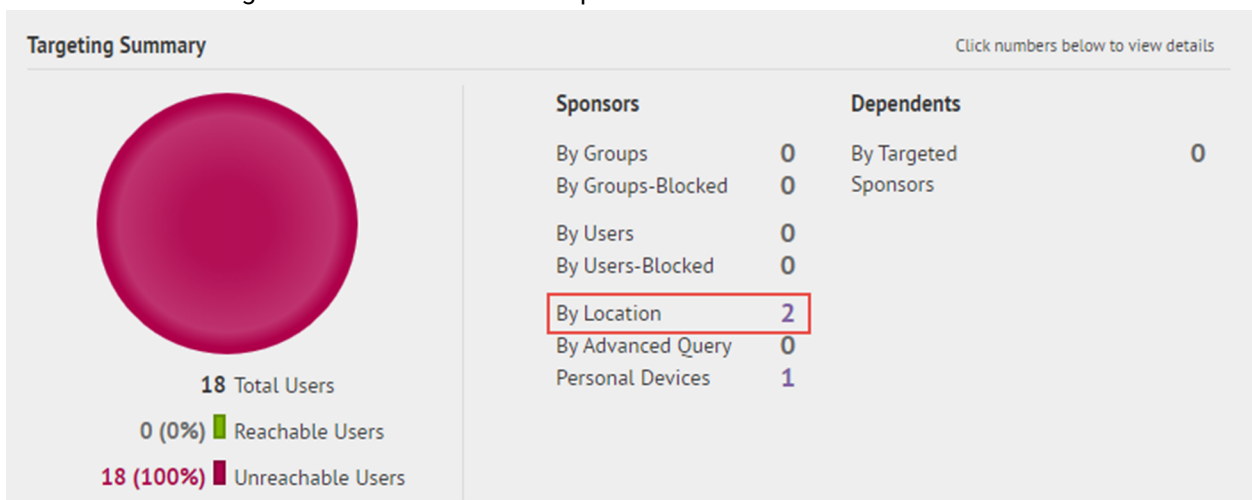 Targeting Summary
Click numbers below to view details
18 Total Users
0 (0%) Reachable Users
18 (100%) Unreachable Users
Sponsors
By Groups 0
By Groups-Blocked 0
By Users 0
By Users-Blocked 0
By Location 2
By Advanced Query 0
Personal Devices 1
Dependents
By Targeted 0
Sponsors